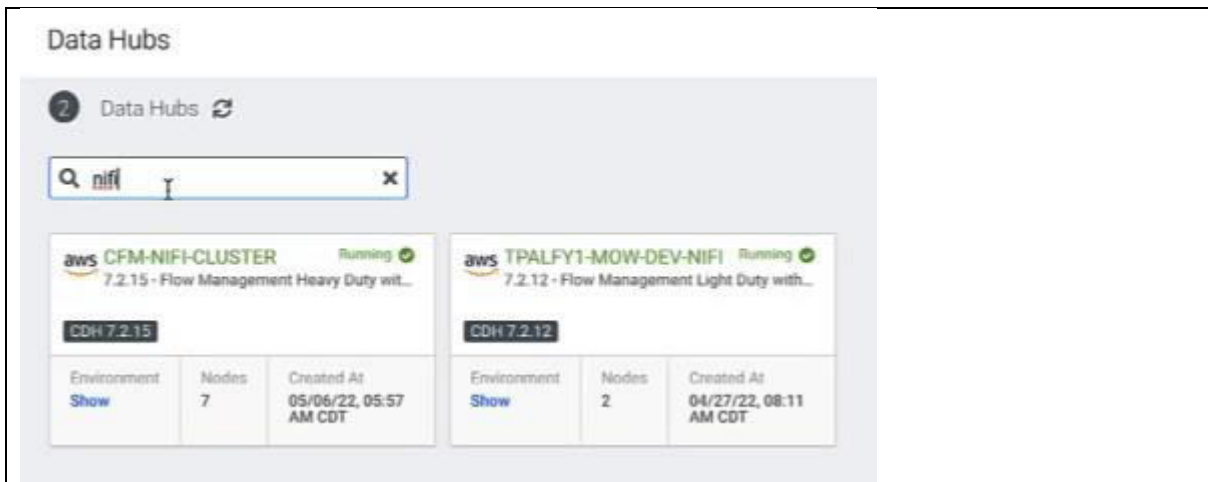 Data Hubs
2 Data Hubs
nifi
aws CFM-NIFI-CLUSTER Running
7.2.15 - Flow Management Heavy Duty wit...
CDH 7.2.15
Environment Nodes Created At
Show 7 05/06/22, 05:57
AM CDT
aws TPALFY1-MOW-DEV-NIFI Running
7.2.12 - Flow Management Light Duty with...
CDH 7.2.12
Environment Nodes Created At
Show 2 04/27/22, 08:11
AM CDT